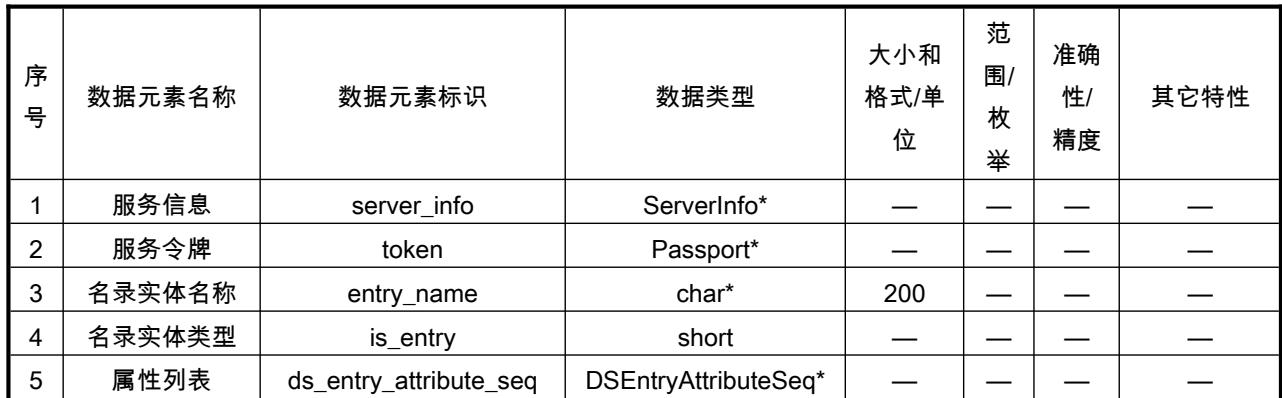 序号 数据元素名称 数据元素标识 数据类型 大小和格式/单位 范围/枚举 准确性/精度 其它特性
1 服务信息 server_info ServerInfo* — — — —
2 服务令牌 token Passport* — — — —
3 名录实体名称 entry_name char* 200 — — —
4 名录实体类型 is_entry short — — — —
5 属性列表 ds_entry_attribute_seq DSEntryAttributeSeq* — — — —